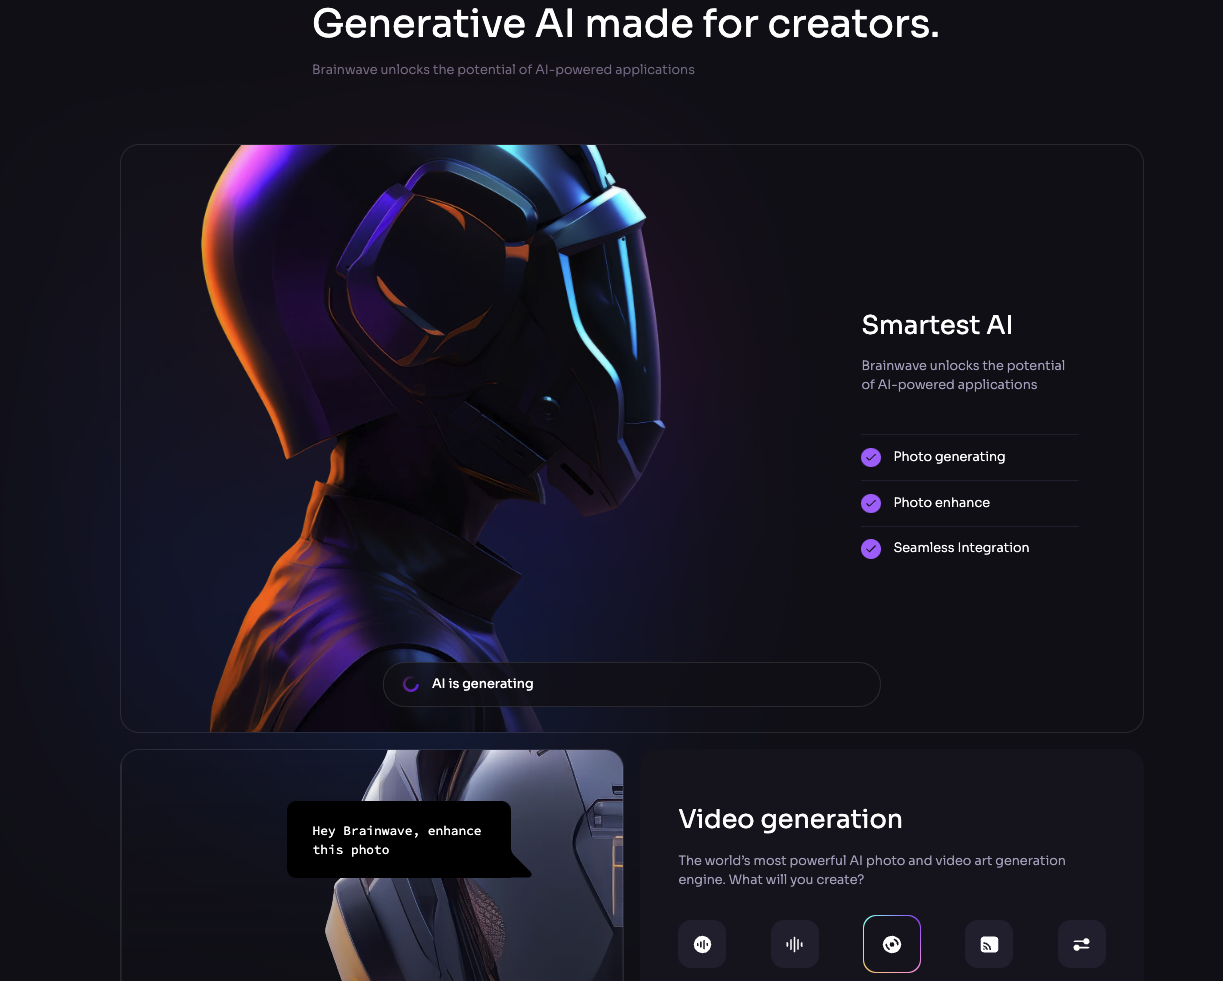 Generative AI made for creators.
Brainwave unlocks the potential of AI-powered applications
Smartest AI
Brainwave unlocks the potential
of AI-powered applications
Photo generating
Photo enhance
Seamless Integration
AI is generating
Hey Brainwave, enhance
this photo
Video generation
The world’s most powerful AI photo and video art generation
engine. What will you create?